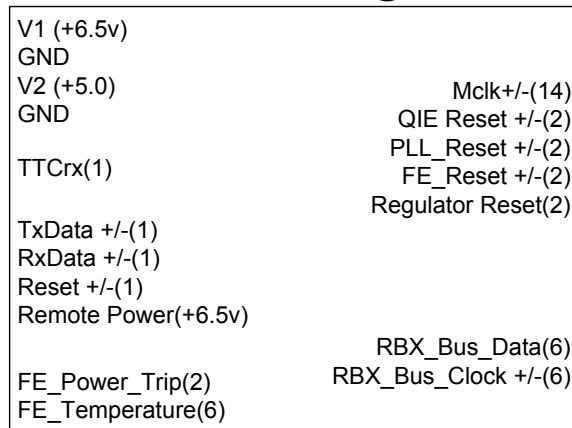 V1 (+6.5v)
GND
V2 (+5.0)
GND
TTCrx(1)
TxData +/-(1)
RxData +/-(1)
Reset +/-(1)
Remote Power(+6.5v)
FE_Power_Trip(2)
FE_Temperature(6)
Mclk+/-(14)
QIE Reset +/-(2)
PLL_Reset +/-(2)
FE_Reset +/-(2)
Regulator Reset(2)
RBX_Bus_Data(6)
RBX_Bus_Clock +/-(6)